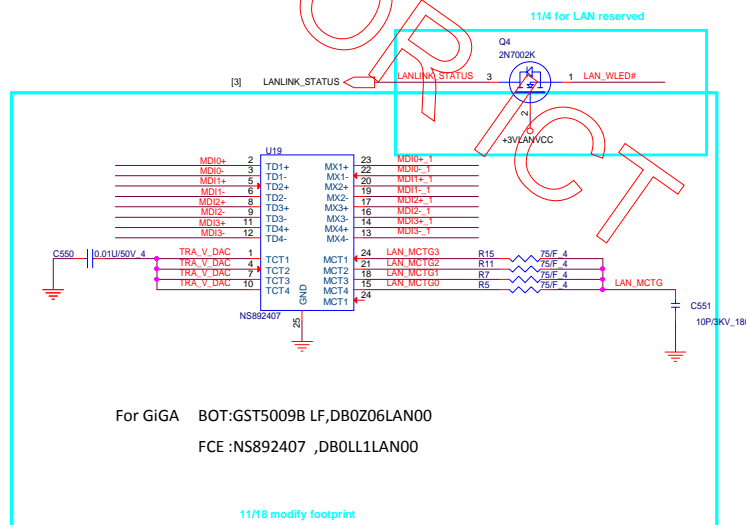 11/4 for LAN reserved
Q4
2N7002K
[3] LANLINK_STATUS LANLINK_STATUS 3 1 LAN_WLED#
2
+3VLANVCC
U19
MDI0+ 2 TD1+ MX1+ 23 MDI0+_1
MDI0- 3 TD1- MX1- 22 MDI0-_1
MDI1+ 5 TD2+ MX2+ 20 MDI1+_1
MDI1- 6 TD2- MX2- 19 MDI1-_1
MDI2+ 8 TD3+ MX3+ 17 MDI2+_1
MDI2- 9 TD3- MX3- 16 MDI2-_1
MDI3+ 11 TD4+ MX4+ 14 MDI3+_1
MDI3- 12 TD4- MX4- 13 MDI3-_1
C550 0.01U/50V_4 TRA_V_DAC 1 TCT1 MCT1 24 LAN_MCTG3 R15 75/F_4
TRA_V_DAC 4 TCT2 MCT2 21 LAN_MCTG2 R11 75/F_4
TRA_V_DAC 7 TCT3 MCT3 18 LAN_MCTG1 R7 75/F_4
TRA_V_DAC 10 TCT4 MCT4 15 LAN_MCTG0 R5 75/F_4 LAN_MCTG
GND MCT1 24
C551
NS892407
25
10P/3KV_180
For GiGA BOT:GST5009B LF,DB0Z06LAN00
FCE :NS892407 ,DB0LL1LAN00
11/18 modify footprint
OR ICT